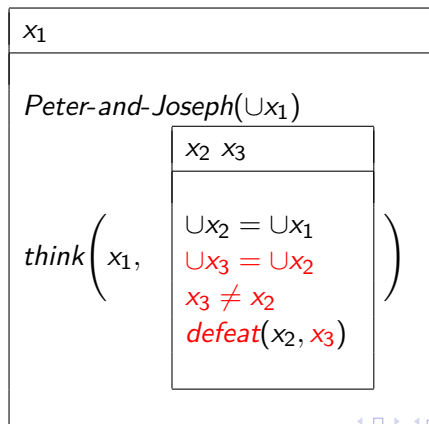 x₁
Peter-and-Joseph(∪x₁)
x₂ x₃
∪x₂ = ∪x₁
think(x₁, ∪x₃ = ∪x₂)
x₃ ≠ x₂
defeat(x₂, x₃)